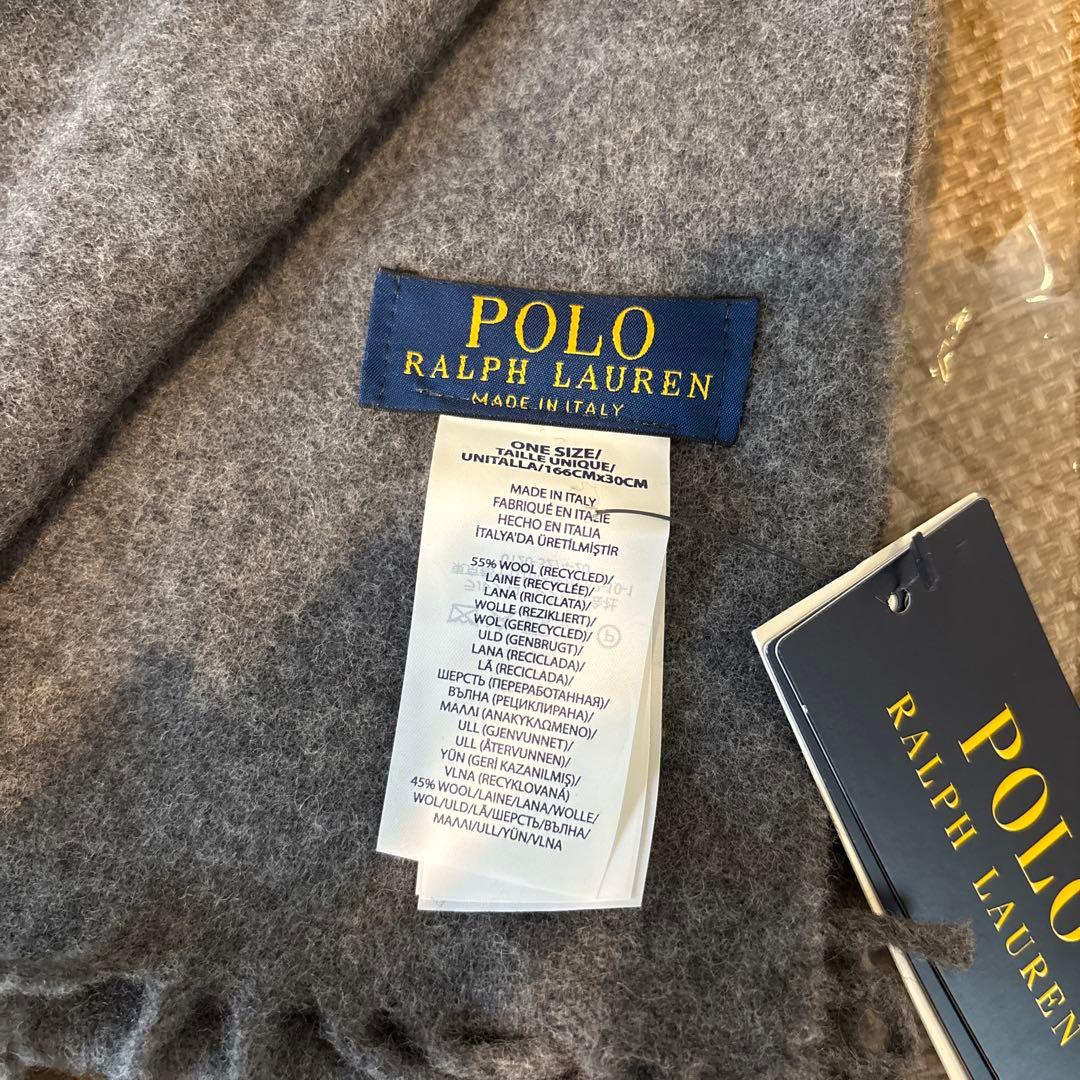 POLO
RALPH LAUREN
MADE IN ITALY
ONE SIZE/
TAILLE UNIQUE/
UNITALLA/166CMx30CM
MADE IN ITALY
FABRIQUÉ EN ITALIE
HECHO EN ITALIA
İTALYA'DA ÜRETİLMİŞTİR
55% WOOL (RECYCLED)/
LAINE (RECYCLÉE)/
LANA (RICICLATA)/
WOLLE (REZIKLIERT)/
WOL (GERECYCLED)/
ULD (GENBRUGT)/
LANA (RECICLADA)/
LÃ (RECICLADA)/
ШЕРСТЬ (ПЕРЕРАБОТАННАЯ)/
ВЪЛНА (РЕЦИКЛИРАНА)/
ΜΑΛΛΙ (ΑΝΑΚΥΚΛΩΜΕΝΟ)/
ULL (GJENVUNNET)/
ULL (ÅTERVUNNEN)/
YÜN (GERİ KAZANILMIŞ)/
VLNA (RECYKLOVANÁ)
45% WOOL/LAINE/LANA/WOLLE/
WOL/ULD/LÃ/ШЕРСТЬ/ВЪЛНА/
ΜΑΛΛΙ/ULL/YÜN/VLNA
POLO
RALPH LAUREN